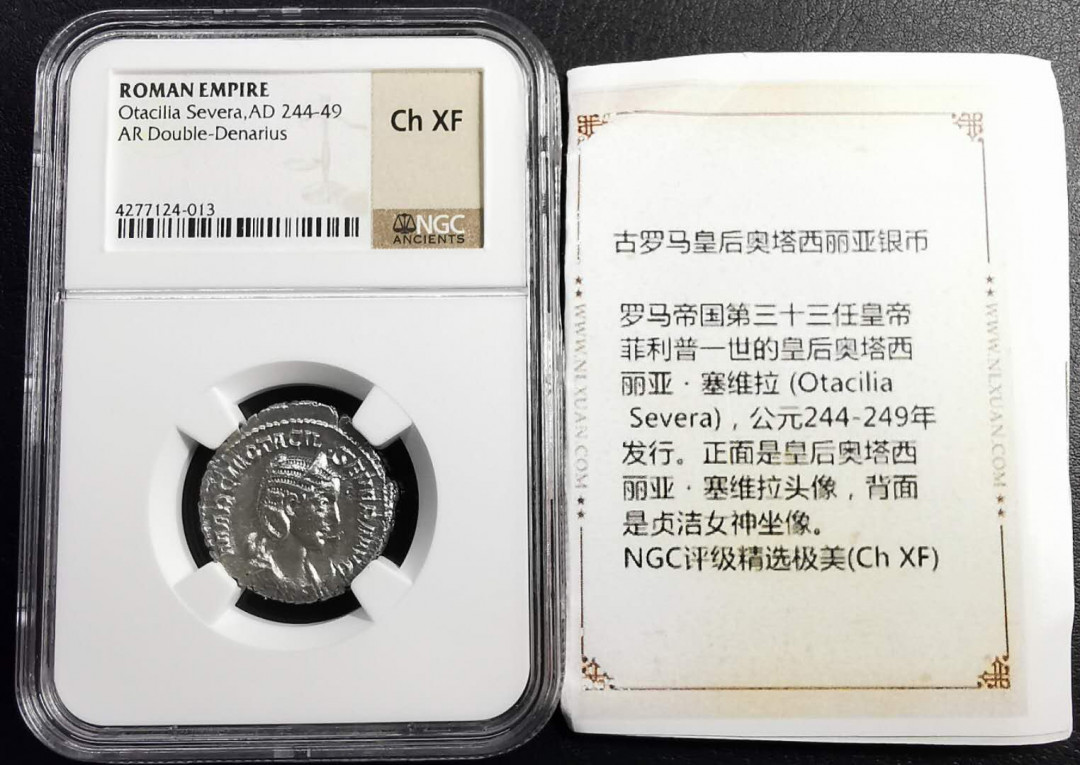 ROMAN EMPIRE
Otacilia Severa, AD 244-49
AR Double-Denarius
Ch XF
4277124-013
NGC
ANCIENTS
古罗马皇后奥塔西丽亚银币
罗马帝国第三十三任皇帝
菲利普一世的皇后奥塔西
丽亚·塞维拉 (Otacilia
Severa)，公元244-249年
发行。正面是皇后奥塔西
丽亚·塞维拉头像，背面
是贞洁女神坐像。
NGC评级精选极美(Ch XF)
★★WWW.NLXUAN.COM★★
★★WWW.NLXUAN.COM★★